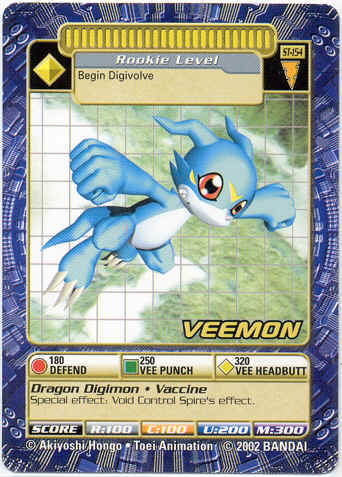 Rookie Level
ST-154
Begin Digivolve
VEEMON
180 DEFEND
250 VEE PUNCH
320 VEE HEADBUTT
Dragon Digimon • Vaccine
Special effect: Void Control Spire's effect.
SCORE R:100 C:100 U:200 M:300
© Akiyoshi/Hongo • Toei Animation © 2002 BANDAI